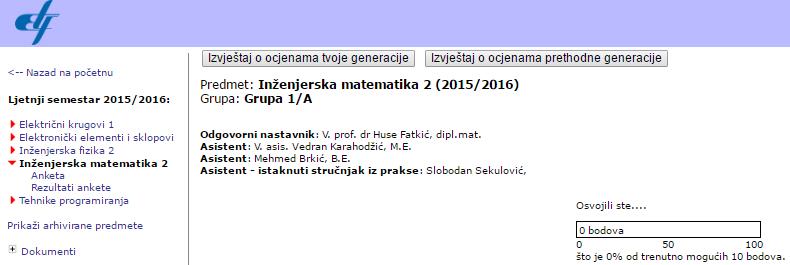 Izvještaj o ocjenama tvoje generacije
Izvještaj o ocjenama prethodne generacije
<-- Nazad na početnu
Ljetnji semestar 2015/2016:
Električni krugovi 1
Elektronički elementi i sklopovi
Inženjerska fizika 2
Inženjerska matematika 2
Anketa
Rezultati ankete
Tehnike programiranja
Prikaži arhivirane predmete
Dokumenti
Predmet: Inženjerska matematika 2 (2015/2016)
Grupa: Grupa 1/A
Odgovorni nastavnik: V. prof. dr Huse Fatkić, dipl.mat.
Asistent: V. asis. Vedran Karahodžić, M.E.
Asistent: Mehmed Brkić, B.E.
Asistent - istaknuti stručnjak iz prakse: Slobodan Sekulović,
Osvojili ste....
0 bodova
0 50 100
što je 0% od trenutno mogućih 10 bodova.